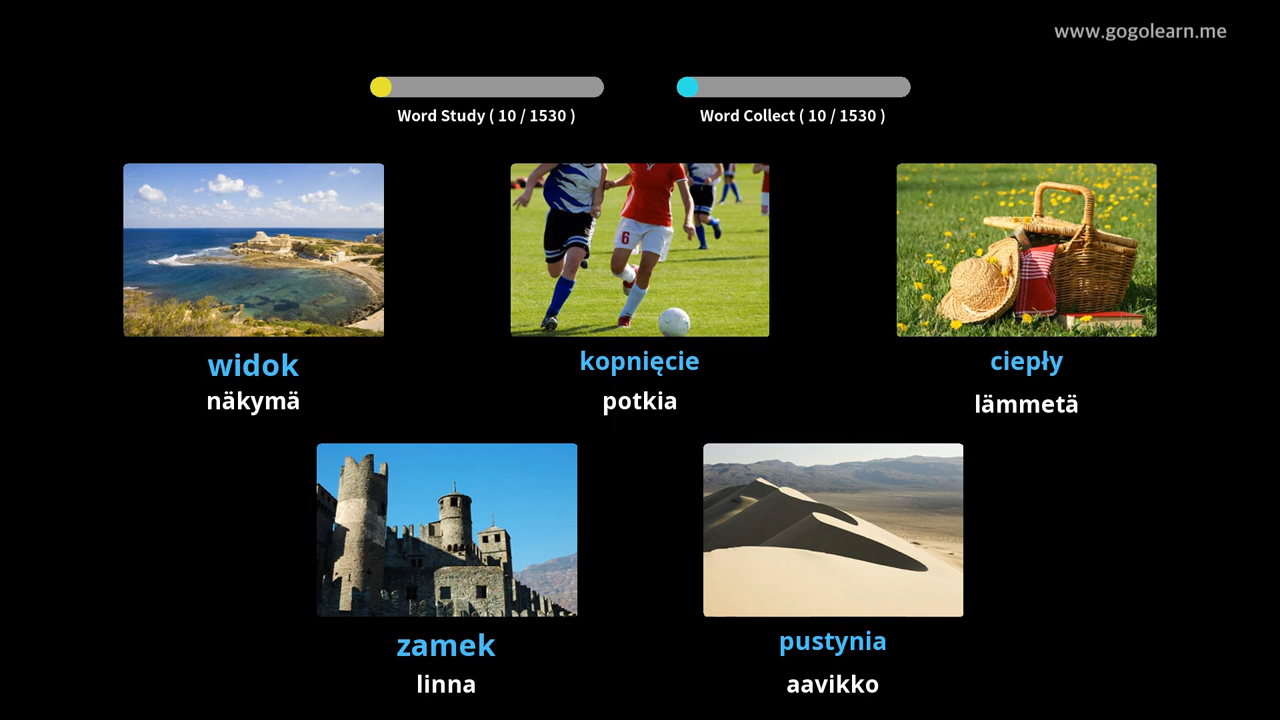 www.gogolearn.me
Word Study ( 10 / 1530 )
Word Collect ( 10 / 1530 )
widok
näkymä
kopnięcie
potkia
ciepły
lämmetä
zamek
linna
pustynia
aavikko